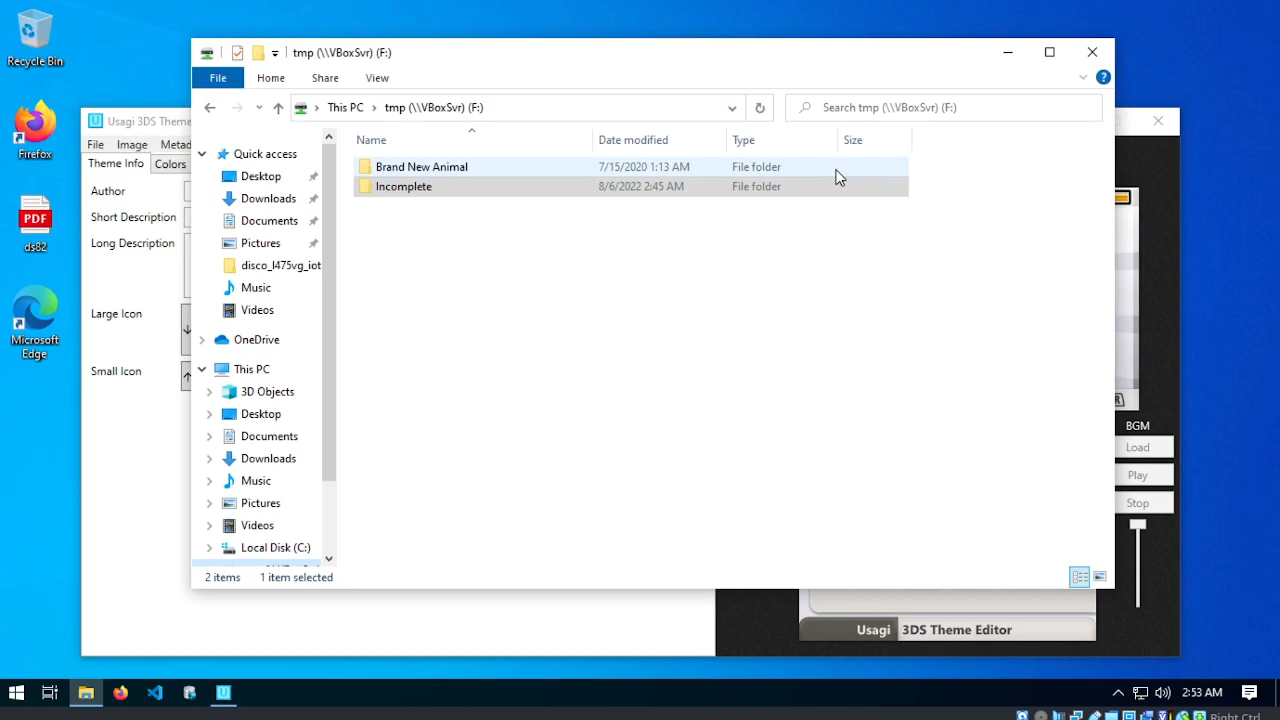 Recycle Bin
Firefox
PDF
ds82
Microsoft
Edge
Usagi 3DS Theme
File Image Metad
Theme Info Colors
Author
Short Description
Long Description
Large Icon
Small Icon
tmp (\\VBoxSvr) (F:)
File Home Share View
This PC tmp (\\VBoxSvr) (F:)
Search tmp (\\VBoxSvr) (F:)
Name Date modified Type Size
Brand New Animal 7/15/2020 1:13 AM File folder
Incomplete 8/6/2022 2:45 AM File folder
Quick access
Desktop
Downloads
Documents
Pictures
disco_l475vg_iot
Music
Videos
OneDrive
This PC
3D Objects
Desktop
Documents
Downloads
Music
Pictures
Videos
Local Disk (C:)
2 items 1 item selected
BGM
Load
Play
Stop
Usagi 3DS Theme Editor
2:53 AM
Right Ctrl